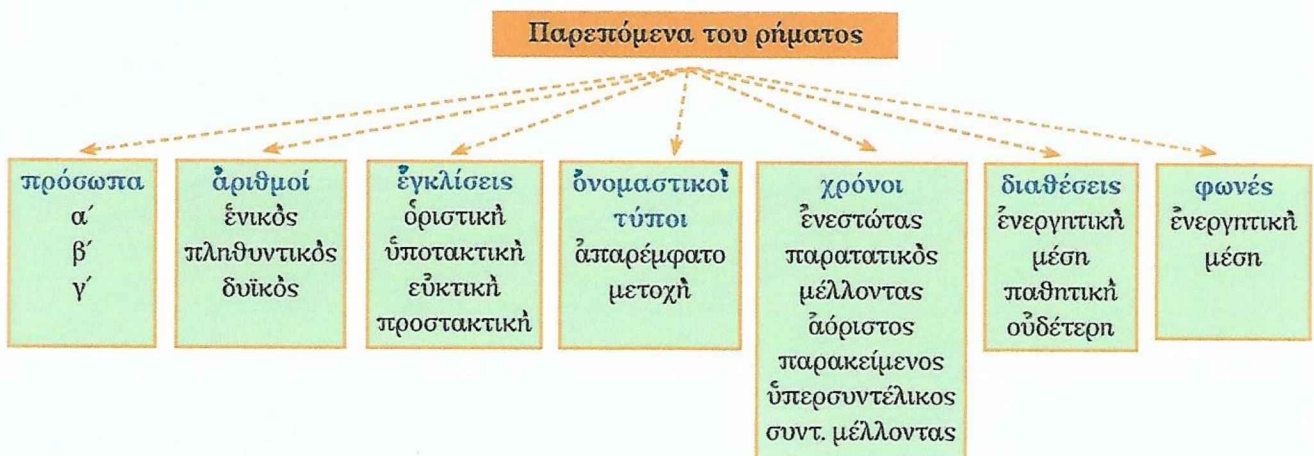 Παρεπόμενα του ρήματος
πρόσωπα
α΄
β΄
γ΄
ἀριθμοί
ἑνικὸς
πληθυντικὸς
δυϊκὸς
ἐγκλίσεις
ὁριστικὴ
ὑποτακτικὴ
εὐκτικὴ
προστακτικὴ
ὀνομαστικοὶ
τύποι
ἀπαρέμφατο
μετοχὴ
χρόνοι
ἐνεστώτας
παρατατικὸς
μέλλοντας
ἀόριστος
παρακείμενος
ὑπερσυντέλικος
συντ. μέλλοντας
διαθέσεις
ἐνεργητικὴ
μέση
παθητικὴ
οὐδέτερη
φωνές
ἐνεργητικὴ
μέση